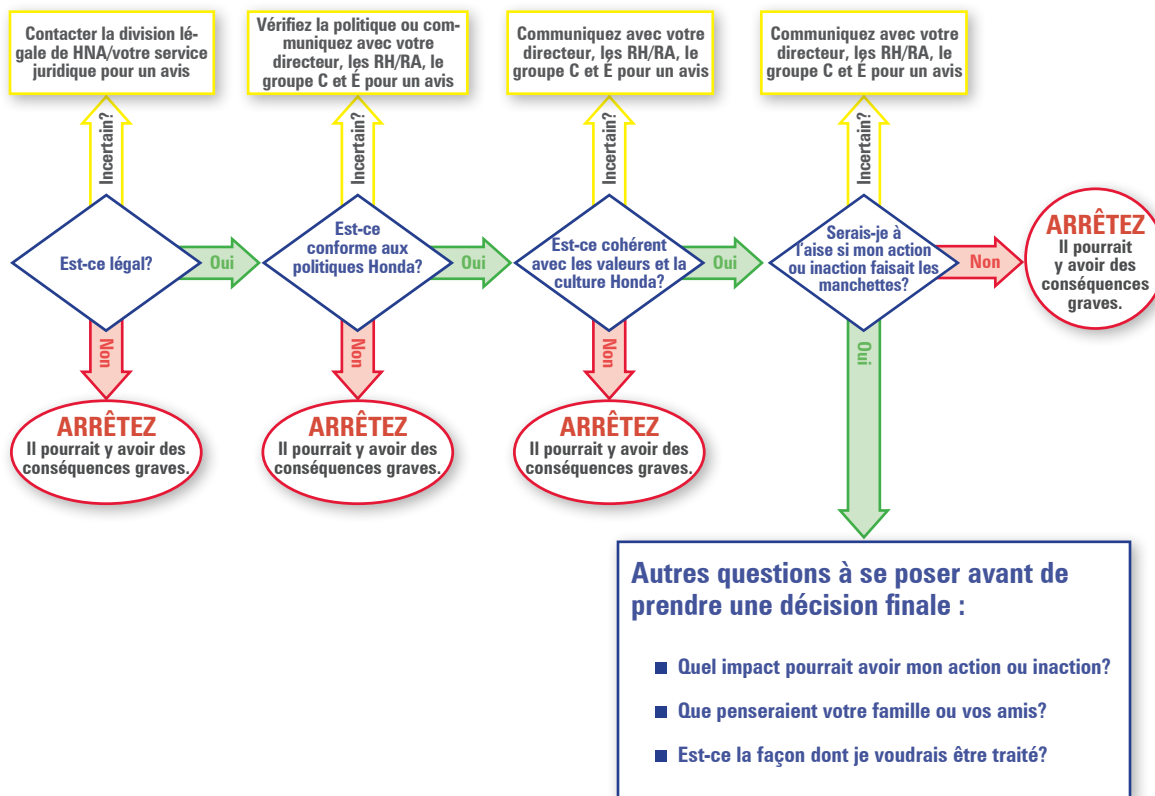 Contacter la division lé-
gale de HNA/votre service
juridique pour un avis
Vérifiez la politique ou com-
muniquez avec votre
directeur, les RH/RA, le
groupe C et É pour un avis
Communiquez avec votre
directeur, les RH/RA, le
groupe C et É pour un avis
Communiquez avec votre
directeur, les RH/RA, le
groupe C et É pour un avis
Incertain?
Incertain?
Incertain?
Incertain?
Est-ce légal?
Oui
Est-ce
conforme aux
politiques Honda?
Oui
Est-ce cohérent
avec les valeurs et la
culture Honda?
Oui
Serais-je à
l'aise si mon action
ou inaction faisait les
manchettes?
Non
ARRÊTEZ
Il pourrait
y avoir des
conséquences
graves.
Non
Non
Non
Oui
ARRÊTEZ
Il pourrait y avoir des
conséquences graves.
ARRÊTEZ
Il pourrait y avoir des
conséquences graves.
ARRÊTEZ
Il pourrait y avoir des
conséquences graves.
Autres questions à se poser avant de
prendre une décision finale :
■ Quel impact pourrait avoir mon action ou inaction?
■ Que penseraient votre famille ou vos amis?
■ Est-ce la façon dont je voudrais être traité?